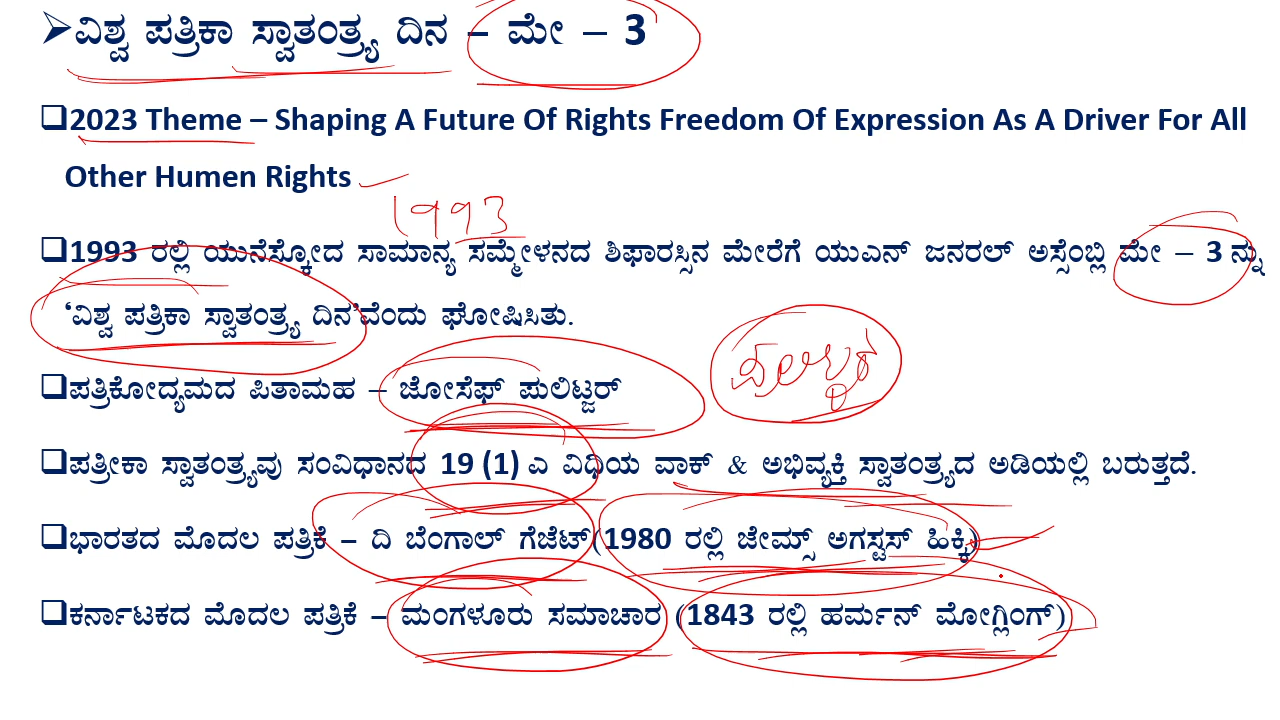 ➢ವಿಶ್ವ ಪತ್ರಿಕಾ ಸ್ವಾತಂತ್ರ್ಯ ದಿನ – ಮೇ – 3
❑2023 Theme – Shaping A Future Of Rights Freedom Of Expression As A Driver For All
Other Humen Rights
1993
❑1993 ರಲ್ಲಿ ಯುನೆಸ್ಕೋದ ಸಾಮಾನ್ಯ ಸಮ್ಮೇಳನದ ಶಿಫಾರಸ್ಸಿನ ಮೇರೆಗೆ ಯುಎನ್ ಜನರಲ್ ಅಸ್ಸೆಂಬ್ಲಿ ಮೇ – 3 ನ್ನು
‘ವಿಶ್ವ ಪತ್ರಿಕಾ ಸ್ವಾತಂತ್ರ್ಯ ದಿನ’ವೆಂದು ಘೋಷಿಸಿತು.
❑ಪತ್ರಿಕೋದ್ಯಮದ ಪಿತಾಮಹ – ಜೋಸೆಫ್ ಪುಲಿಟ್ಜರ್
❑ಪತ್ರೀಕಾ ಸ್ವಾತಂತ್ರ್ಯವು ಸಂವಿಧಾನದ 19 (1) ಎ ವಿಧಿಯ ವಾಕ್ & ಅಭಿವ್ಯಕ್ತಿ ಸ್ವಾತಂತ್ರ್ಯದ ಅಡಿಯಲ್ಲಿ ಬರುತ್ತದೆ.
❑ಭಾರತದ ಮೊದಲ ಪತ್ರಿಕೆ – ದಿ ಬೆಂಗಾಲ್ ಗೆಜೆಟ್(1980 ರಲ್ಲಿ ಜೇಮ್ಸ್ ಅಗಸ್ಟಸ್ ಹಿಕ್ಕಿ)
❑ಕರ್ನಾಟಕದ ಮೊದಲ ಪತ್ರಿಕೆ – ಮಂಗಳೂರು ಸಮಾಚಾರ (1843 ರಲ್ಲಿ ಹರ್ಮನ್ ಮೋಗ್ಲಿಂಗ್)